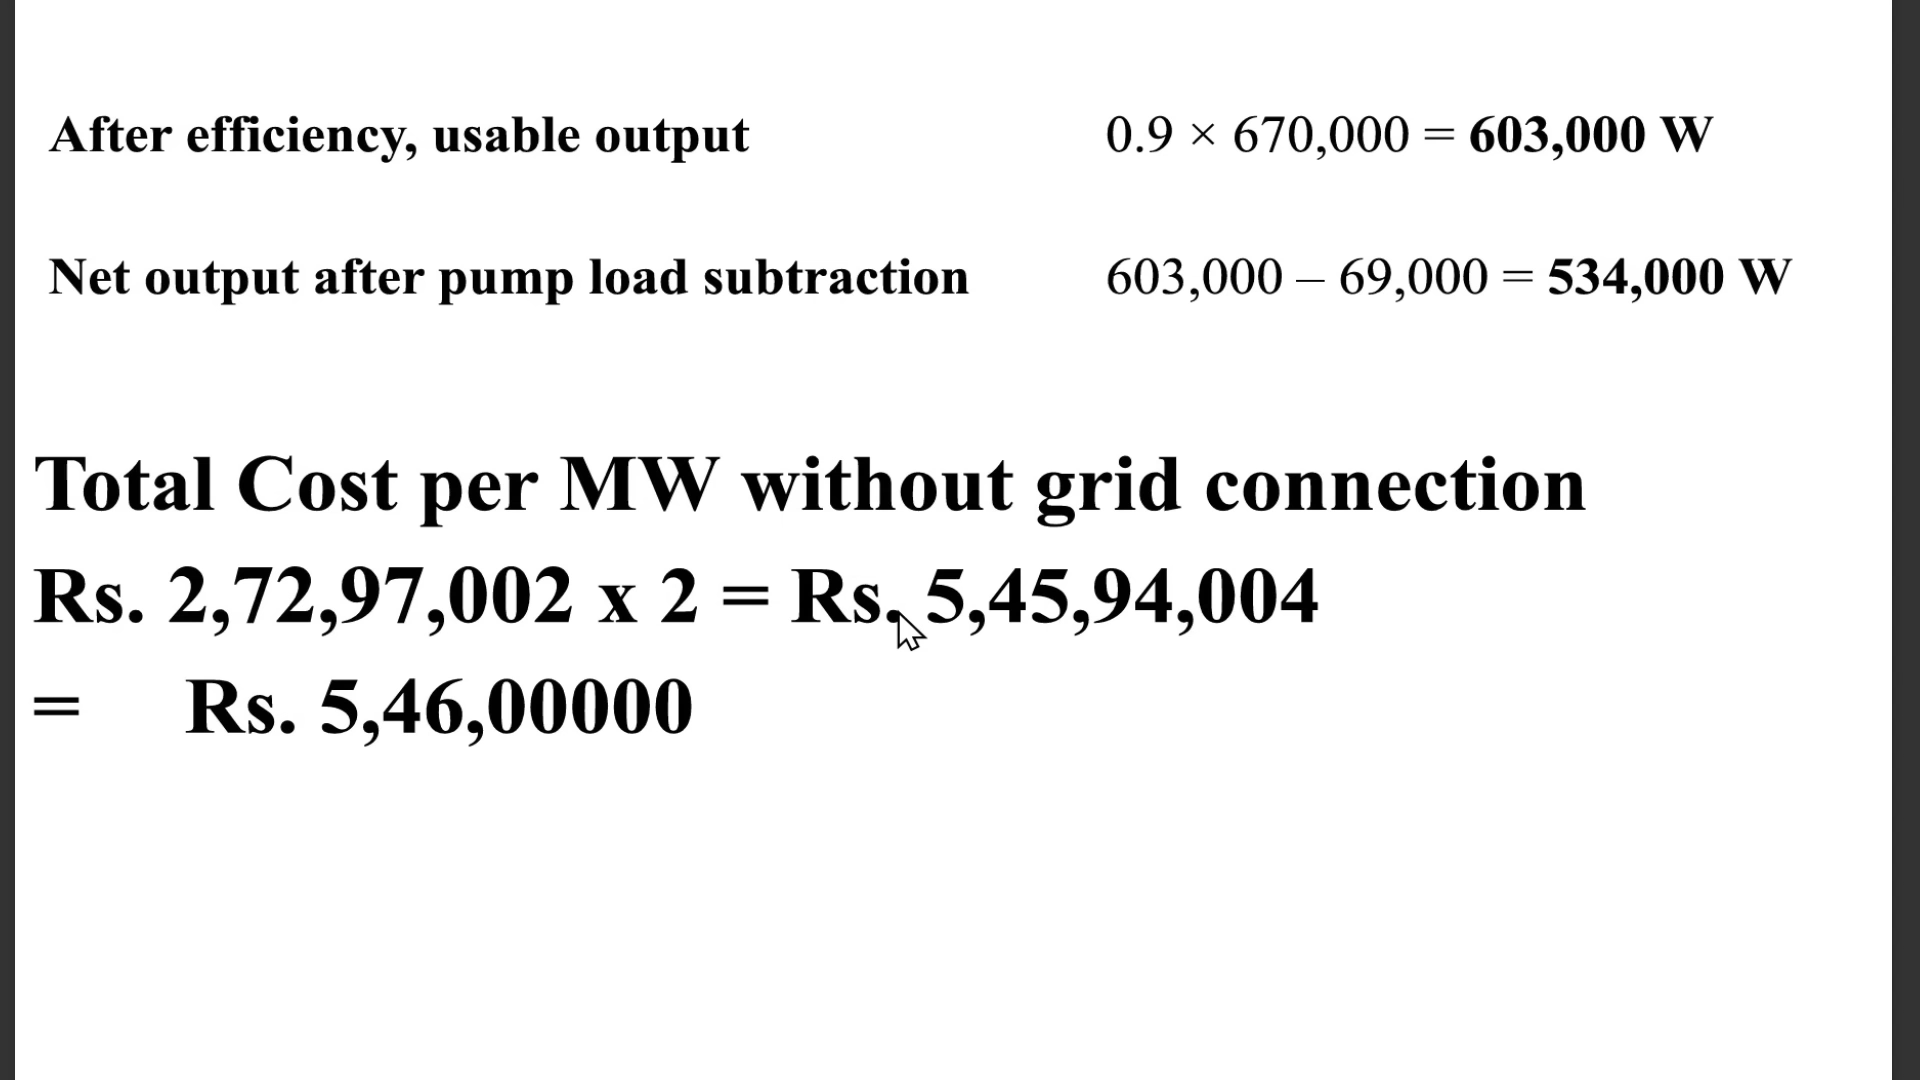 After efficiency, usable output 0.9 × 670,000 = 603,000 W
Net output after pump load subtraction 603,000 – 69,000 = 534,000 W
Total Cost per MW without grid connection
Rs. 2,72,97,002 x 2 = Rs. 5,45,94,004
= Rs. 5,46,00000